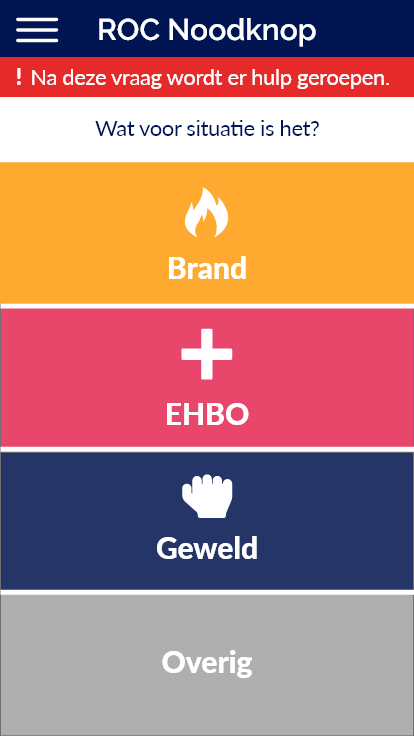 ROC Noodknop
! Na deze vraag wordt er hulp geroepen.
Wat voor situatie is het?
Brand
EHBO
Geweld
Overig